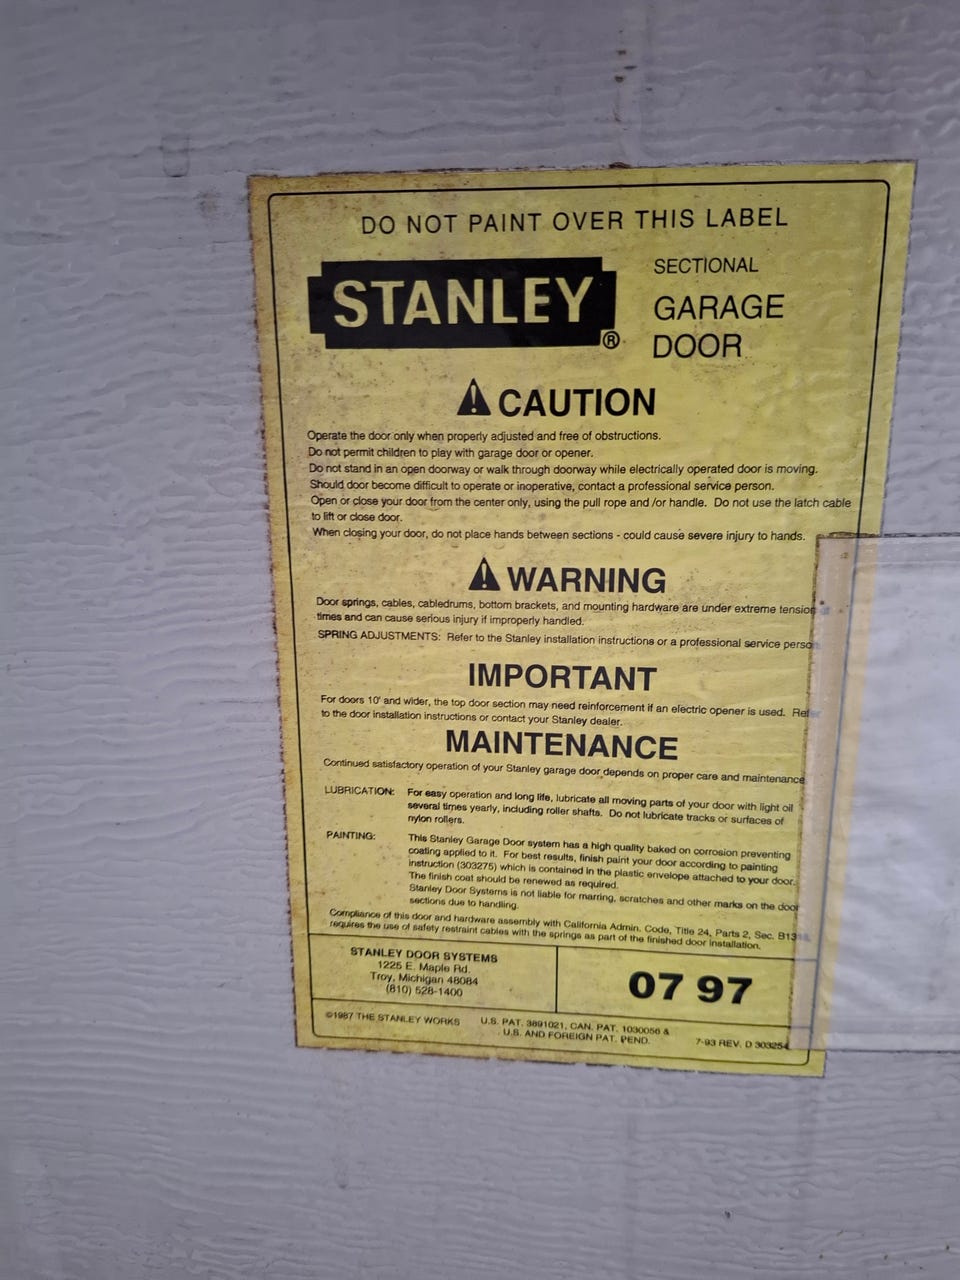 DO NOT PAINT OVER THIS LABEL
STANLEY ®
SECTIONAL
GARAGE
DOOR
CAUTION
Operate the door only when properly adjusted and free of obstructions.
Do not permit children to play with garage door or opener.
Do not stand in an open doorway or walk through doorway while electrically operated door is moving.
Should door become difficult to operate or inoperative, contact a professional service person.
Open or close your door from the center only, using the pull rope and /or handle. Do not use the latch cable
to lift or close door.
When closing your door, do not place hands between sections - could cause severe injury to hands.
WARNING
Door springs, cables, cabledrums, bottom brackets, and mounting hardware are under extreme tension at
times and can cause serious injury if improperly handled.
SPRING ADJUSTMENTS: Refer to the Stanley installation instructions or a professional service person.
IMPORTANT
For doors 10' and wider, the top door section may need reinforcement if an electric opener is used. Refer
to the door installation instructions or contact your Stanley dealer.
MAINTENANCE
Continued satisfactory operation of your Stanley garage door depends on proper care and maintenance
LUBRICATION: For easy operation and long life, lubricate all moving parts of your door with light oil
several times yearly, including roller shafts. Do not lubricate tracks or surfaces of
nylon rollers.
PAINTING: This Stanley Garage Door system has a high quality baked on corrosion preventing
coating applied to it. For best results, finish paint your door according to painting
instruction (303275) which is contained in the plastic envelope attached to your door.
The finish coat should be renewed as required.
Stanley Door Systems is not liable for marring, scratches and other marks on the door
sections due to handling.
Compliance of this door and hardware assembly with California Admin. Code, Title 24, Parts 2, Sec.
requires the use of safety restraint cables with the springs as part of the finished door installation.
STANLEY DOOR SYSTEMS
1225 E. Maple Rd.
Troy, Michigan 48084
(810) 528-1400
07 97
©1987 THE STANLEY WORKS
U.S. PAT. 3891021, CAN. PAT. 1030056 &
U.S. AND FOREIGN PAT. PEND.
7-93 REV. D 303254